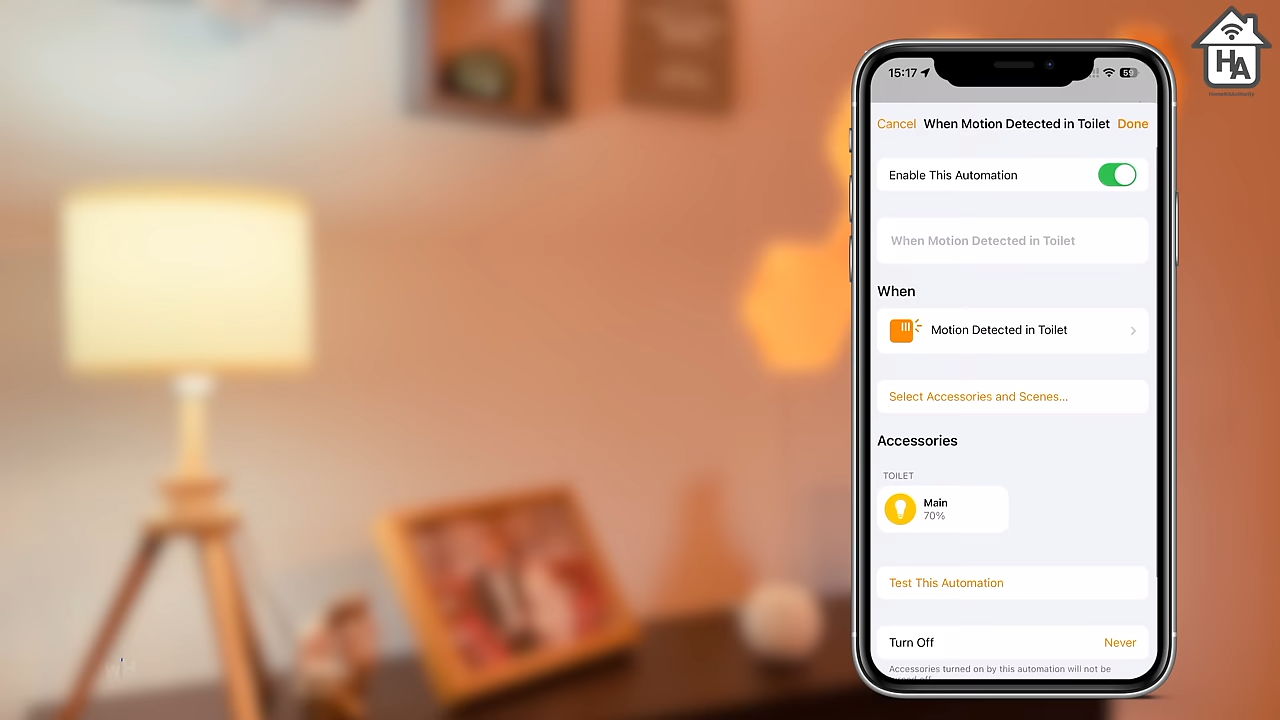 15:17
59
Cancel
When Motion Detected in Toilet
Done
Enable This Automation
When Motion Detected in Toilet
When
Motion Detected in Toilet
Select Accessories and Scenes...
Accessories
TOILET
Main
70%
Test This Automation
Turn Off
Never
Accessories turned on by this automation will not be
HA